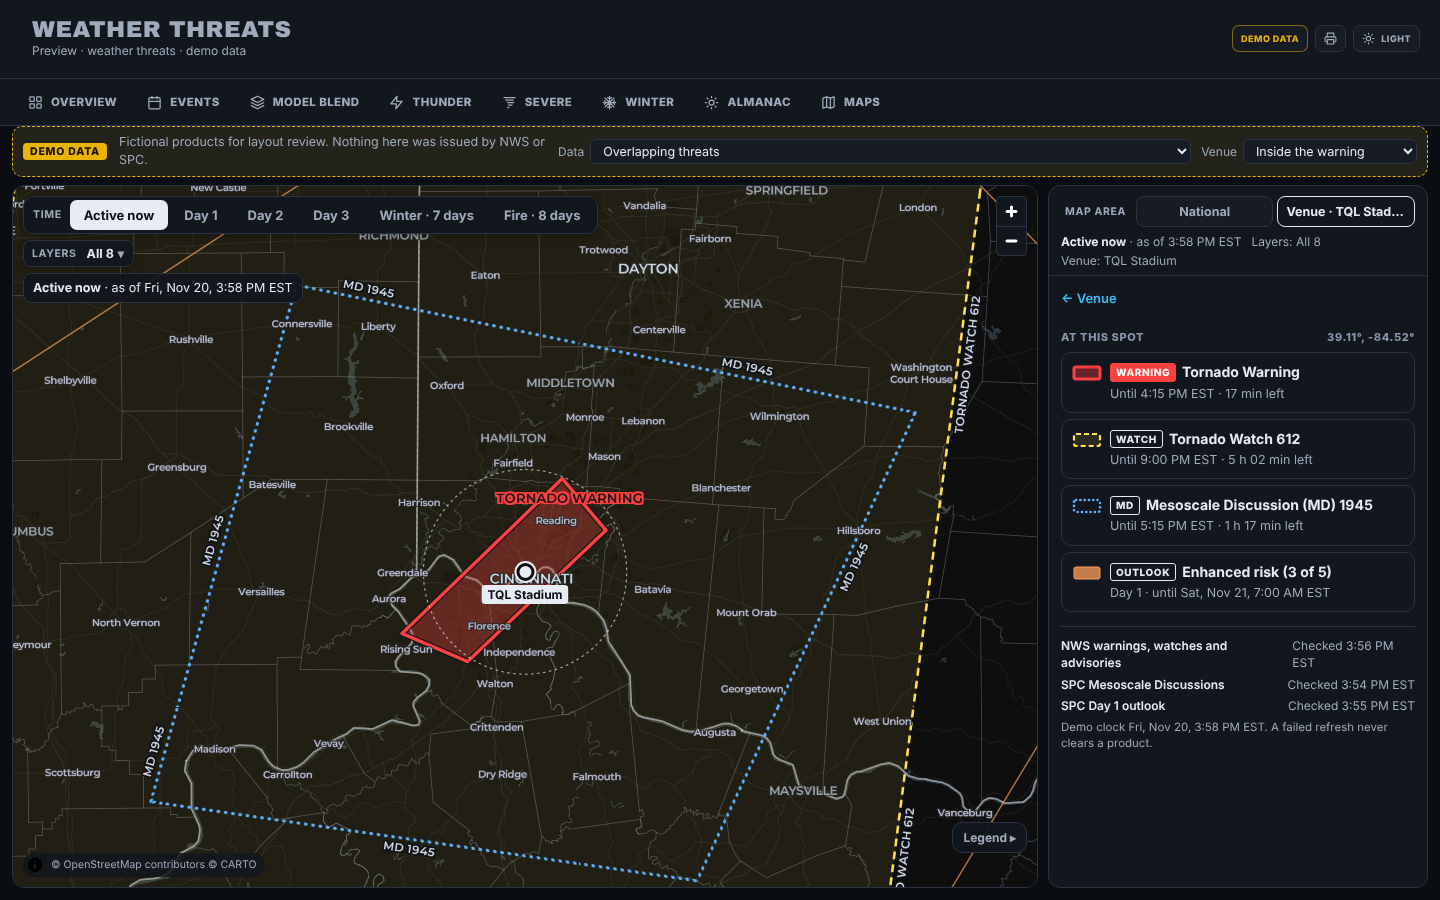 WEATHER THREATS
Preview · weather threats · demo data
DEMO DATA
LIGHT
OVERVIEW
EVENTS
MODEL BLEND
THUNDER
SEVERE
WINTER
ALMANAC
MAPS
DEMO DATA
Fictional products for layout review. Nothing here was issued by NWS or
SPC.
Data
Overlapping threats
Venue
Inside the warning
TIME
Active now
Day 1
Day 2
Day 3
Winter · 7 days
Fire · 8 days
LAYERS
All 8 ▾
Active now · as of Fri, Nov 20, 3:58 PM EST
New Castle
SPRINGFIELD
Vandalia
London
RICHMOND
Fairborn
Trotwood
DAYTON
Eaton
MD 1945
XENIA
Connersville
Liberty
Centerville
Rushville
TORNADO WATCH 612
MD 1945
Washington
Court House
Shelbyville
Oxford
MIDDLETOWN
Monroe
Lebanon
Wilmington
Brookville
HAMILTON
Mason
Fairfield
Greensburg
Batesville
Blanchester
TORNADO WARNING
Harrison
Reading
UMBUS
MD 1945
Hillsboro
MD 1945
Greendale
CINCINNATI
TQL Stadium
Versailles
Aurora
Batavia
Mount Orab
North Vernon
Florence
eymour
Rising Sun
Independence
Walton
Georgetown
West Union
Crittenden
Augusta
MD 1945
Madison
Vevay
Scottsburg
Carrollton
Dry Ridge
Falmouth
MAYSVILLE
Vanceburg
MD 1945
O WATCH 612
Legend ▸
© OpenStreetMap contributors © CARTO
MAP AREA
National
Venue · TQL Stad...
Active now · as of 3:58 PM EST Layers: All 8
Venue: TQL Stadium
← Venue
AT THIS SPOT
39.11°, -84.52°
WARNING Tornado Warning
Until 4:15 PM EST · 17 min left
WATCH Tornado Watch 612
Until 9:00 PM EST · 5 h 02 min left
MD Mesoscale Discussion (MD) 1945
Until 5:15 PM EST · 1 h 17 min left
OUTLOOK Enhanced risk (3 of 5)
Day 1 · until Sat, Nov 21, 7:00 AM EST
NWS warnings, watches and
advisories
Checked 3:56 PM
EST
SPC Mesoscale Discussions
Checked 3:54 PM EST
SPC Day 1 outlook
Checked 3:55 PM EST
Demo clock Fri, Nov 20, 3:58 PM EST. A failed refresh never
clears a product.